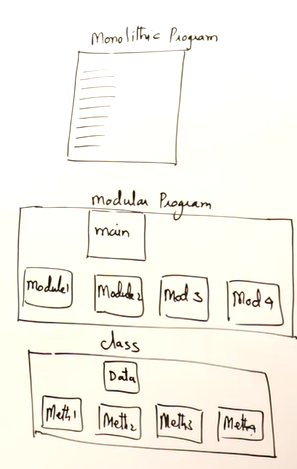 Monolithic Program
Modular Program
main
Module1 Module2 Mod 3 Mod 4
class
Data
Meth1 Meth2 Meth3 Meth4